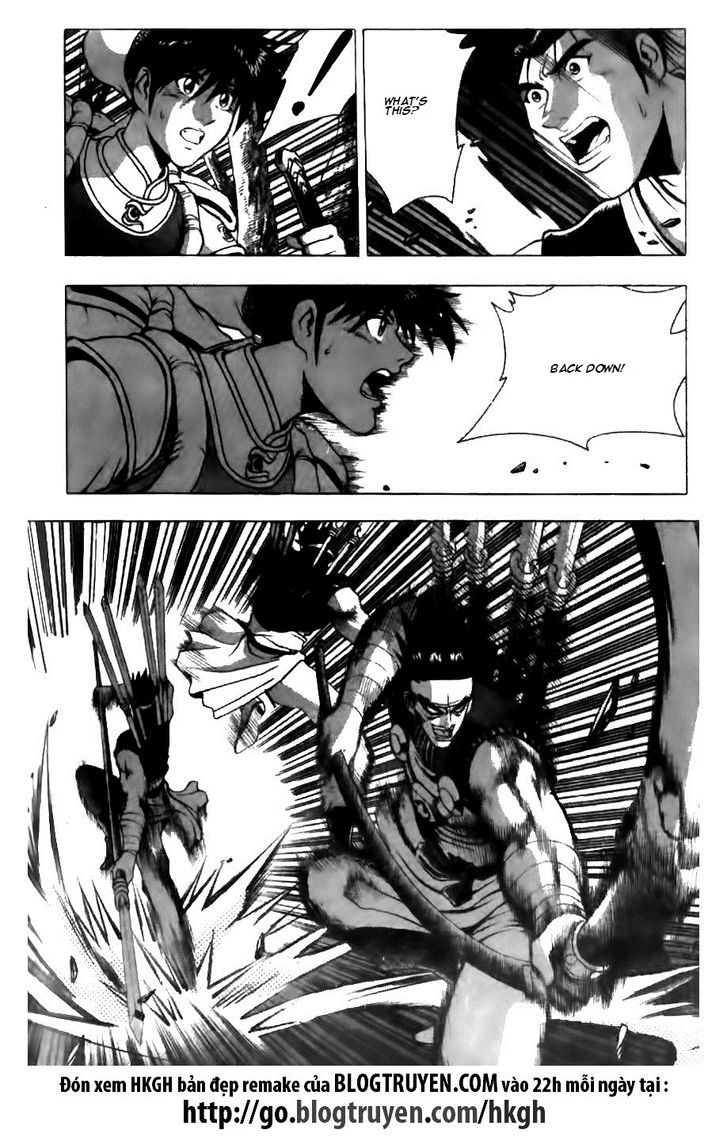 WHAT'S
THIS?
BACK DOWN!
Đón xem HKGH bản đẹp remake của BLOGTRUYEN.COM vào 22h mỗi ngày tại :
http://go.blogtruyen.com/hkgh